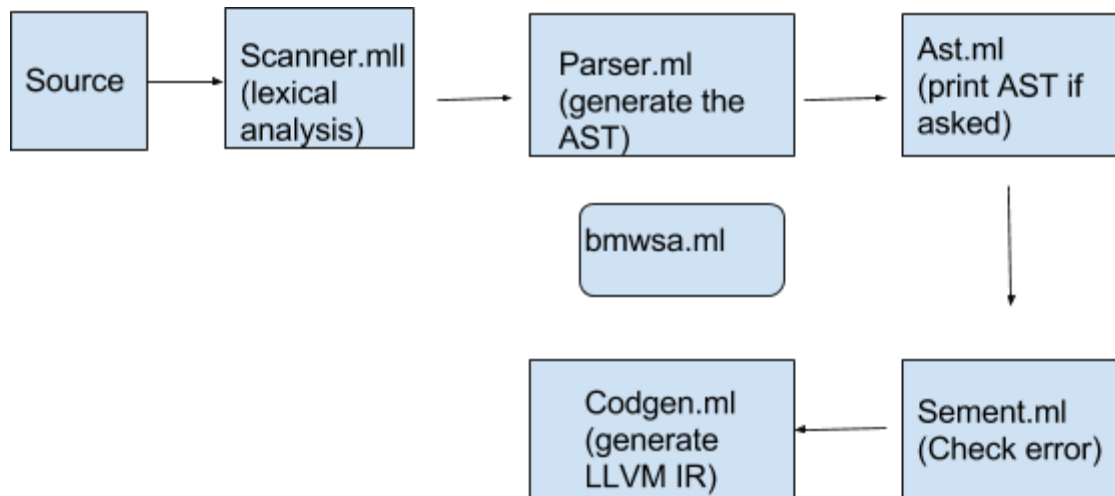 Source
Scanner.mll
(lexical
analysis)
Parser.ml
(generate the
AST)
Ast.ml
(print AST if
asked)
bmwsa.ml
Codgen.ml
(generate
LLVM IR)
Sement.ml
(Check error)